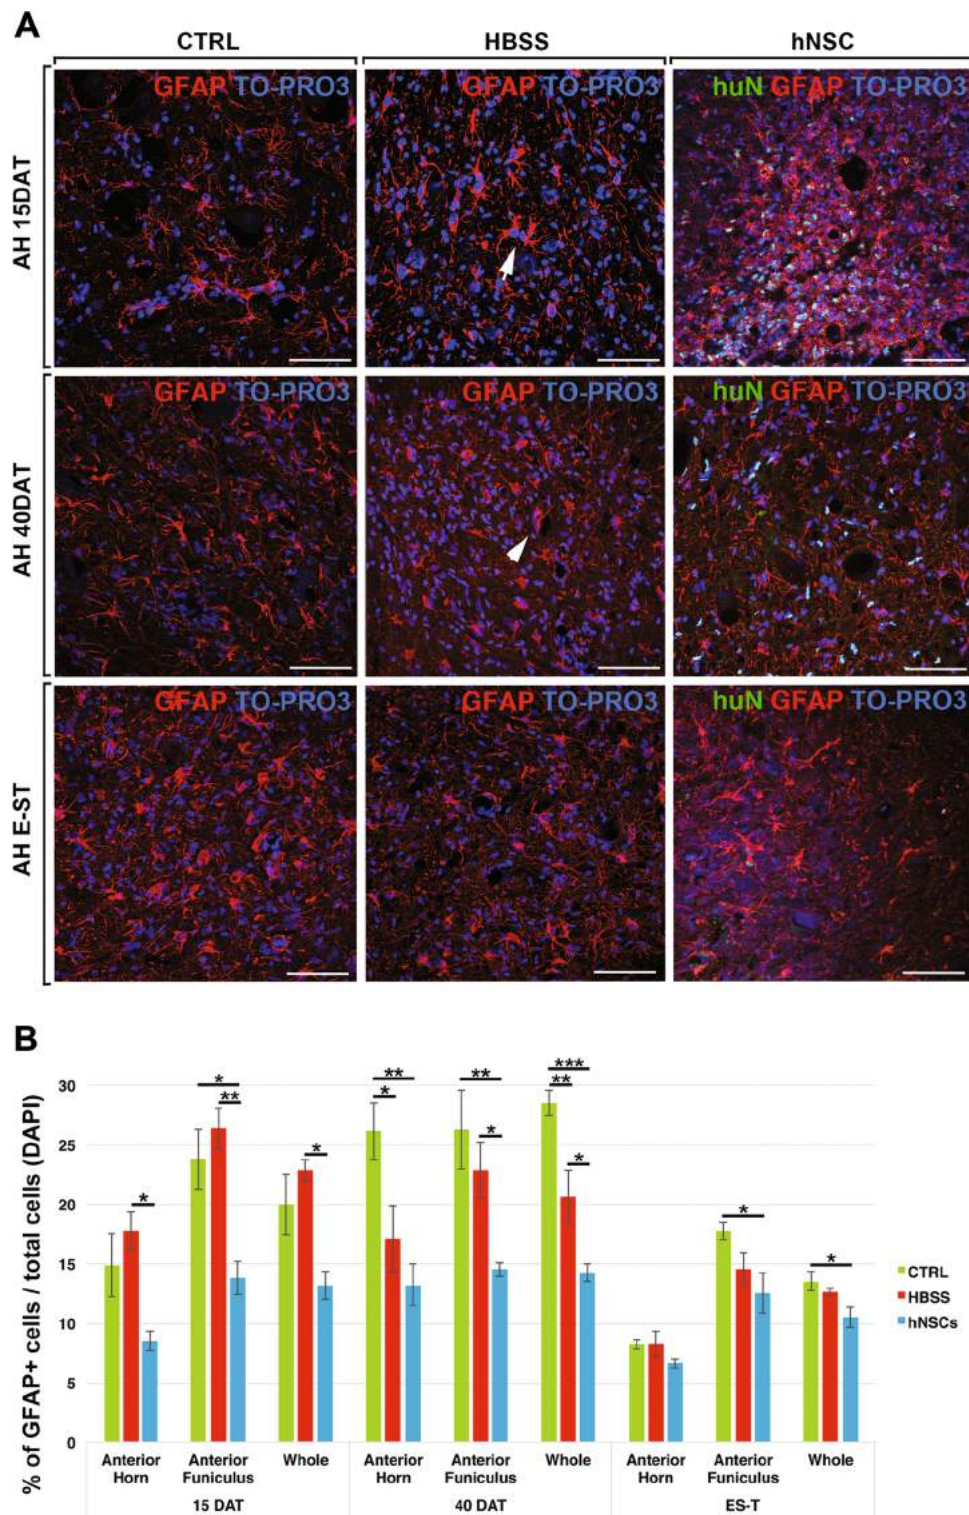 A
CTRL HBSS hNSC
AH 15DAT
GFAP TO-PRO3
GFAP TO-PRO3
huN GFAP TO-PRO3
AH 40DAT
GFAP TO-PRO3
GFAP TO-PRO3
huN GFAP TO-PRO3
AH E-ST
GFAP TO-PRO3
GFAP TO-PRO3
huN GFAP TO-PRO3
B
% of GFAP+ cells / total cells (DAPI)
30
25
20
15
10
5
0
* ** * *
** * ** * *** ** *
* *
CTRL
HBSS
hNSCs
Anterior Horn
Anterior Funiculus
Whole
Anterior Horn
Anterior Funiculus
Whole
Anterior Horn
Anterior Funiculus
Whole
15 DAT 40 DAT ES-T